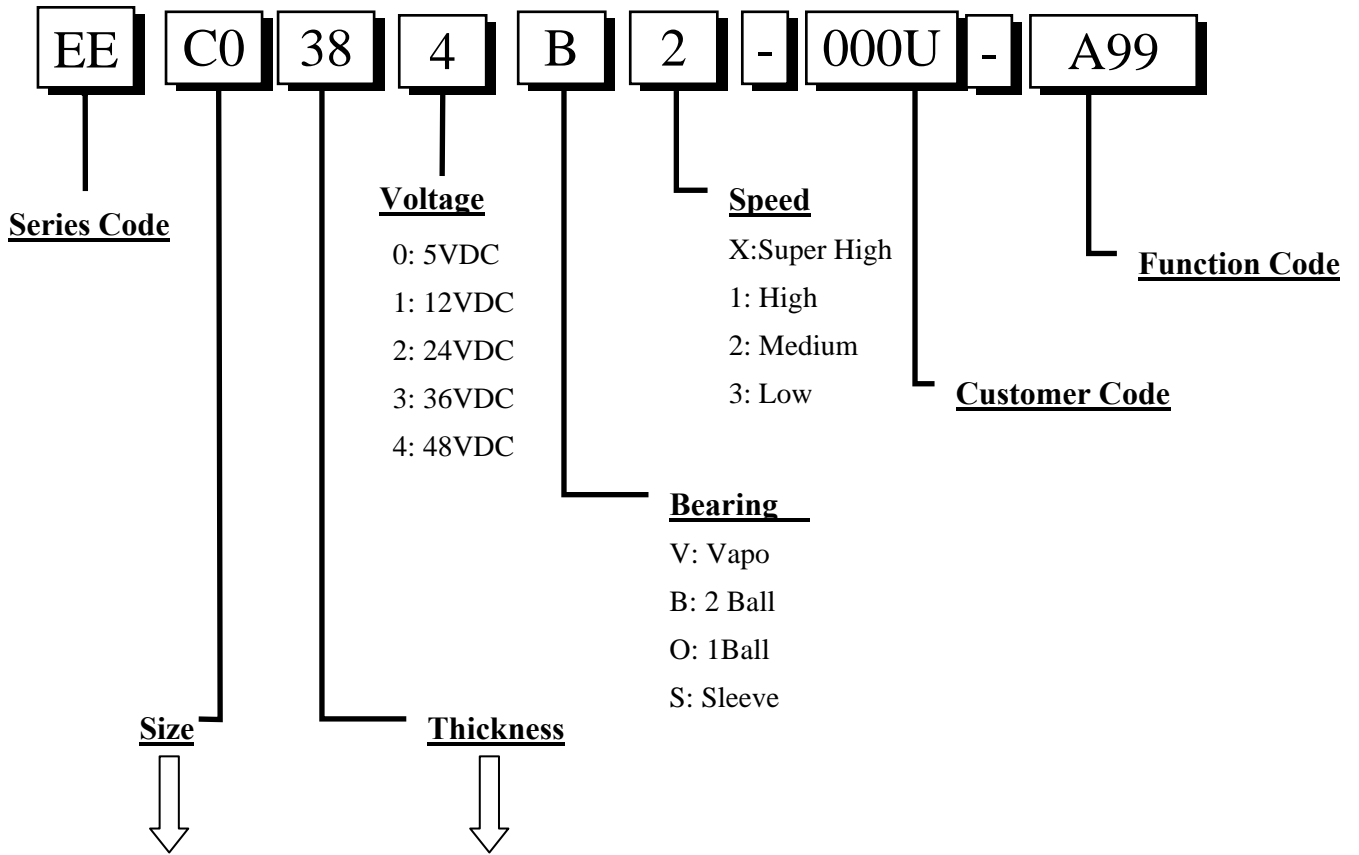 EE C0 38 4 B 2 - 000U - A99
Series Code
Voltage
0: 5VDC
1: 12VDC
2: 24VDC
3: 36VDC
4: 48VDC
Speed
X:Super High
1: High
2: Medium
3: Low
Function Code
Customer Code
Bearing
V: Vapo
B: 2 Ball
O: 1Ball
S: Sleeve
Size
Thickness